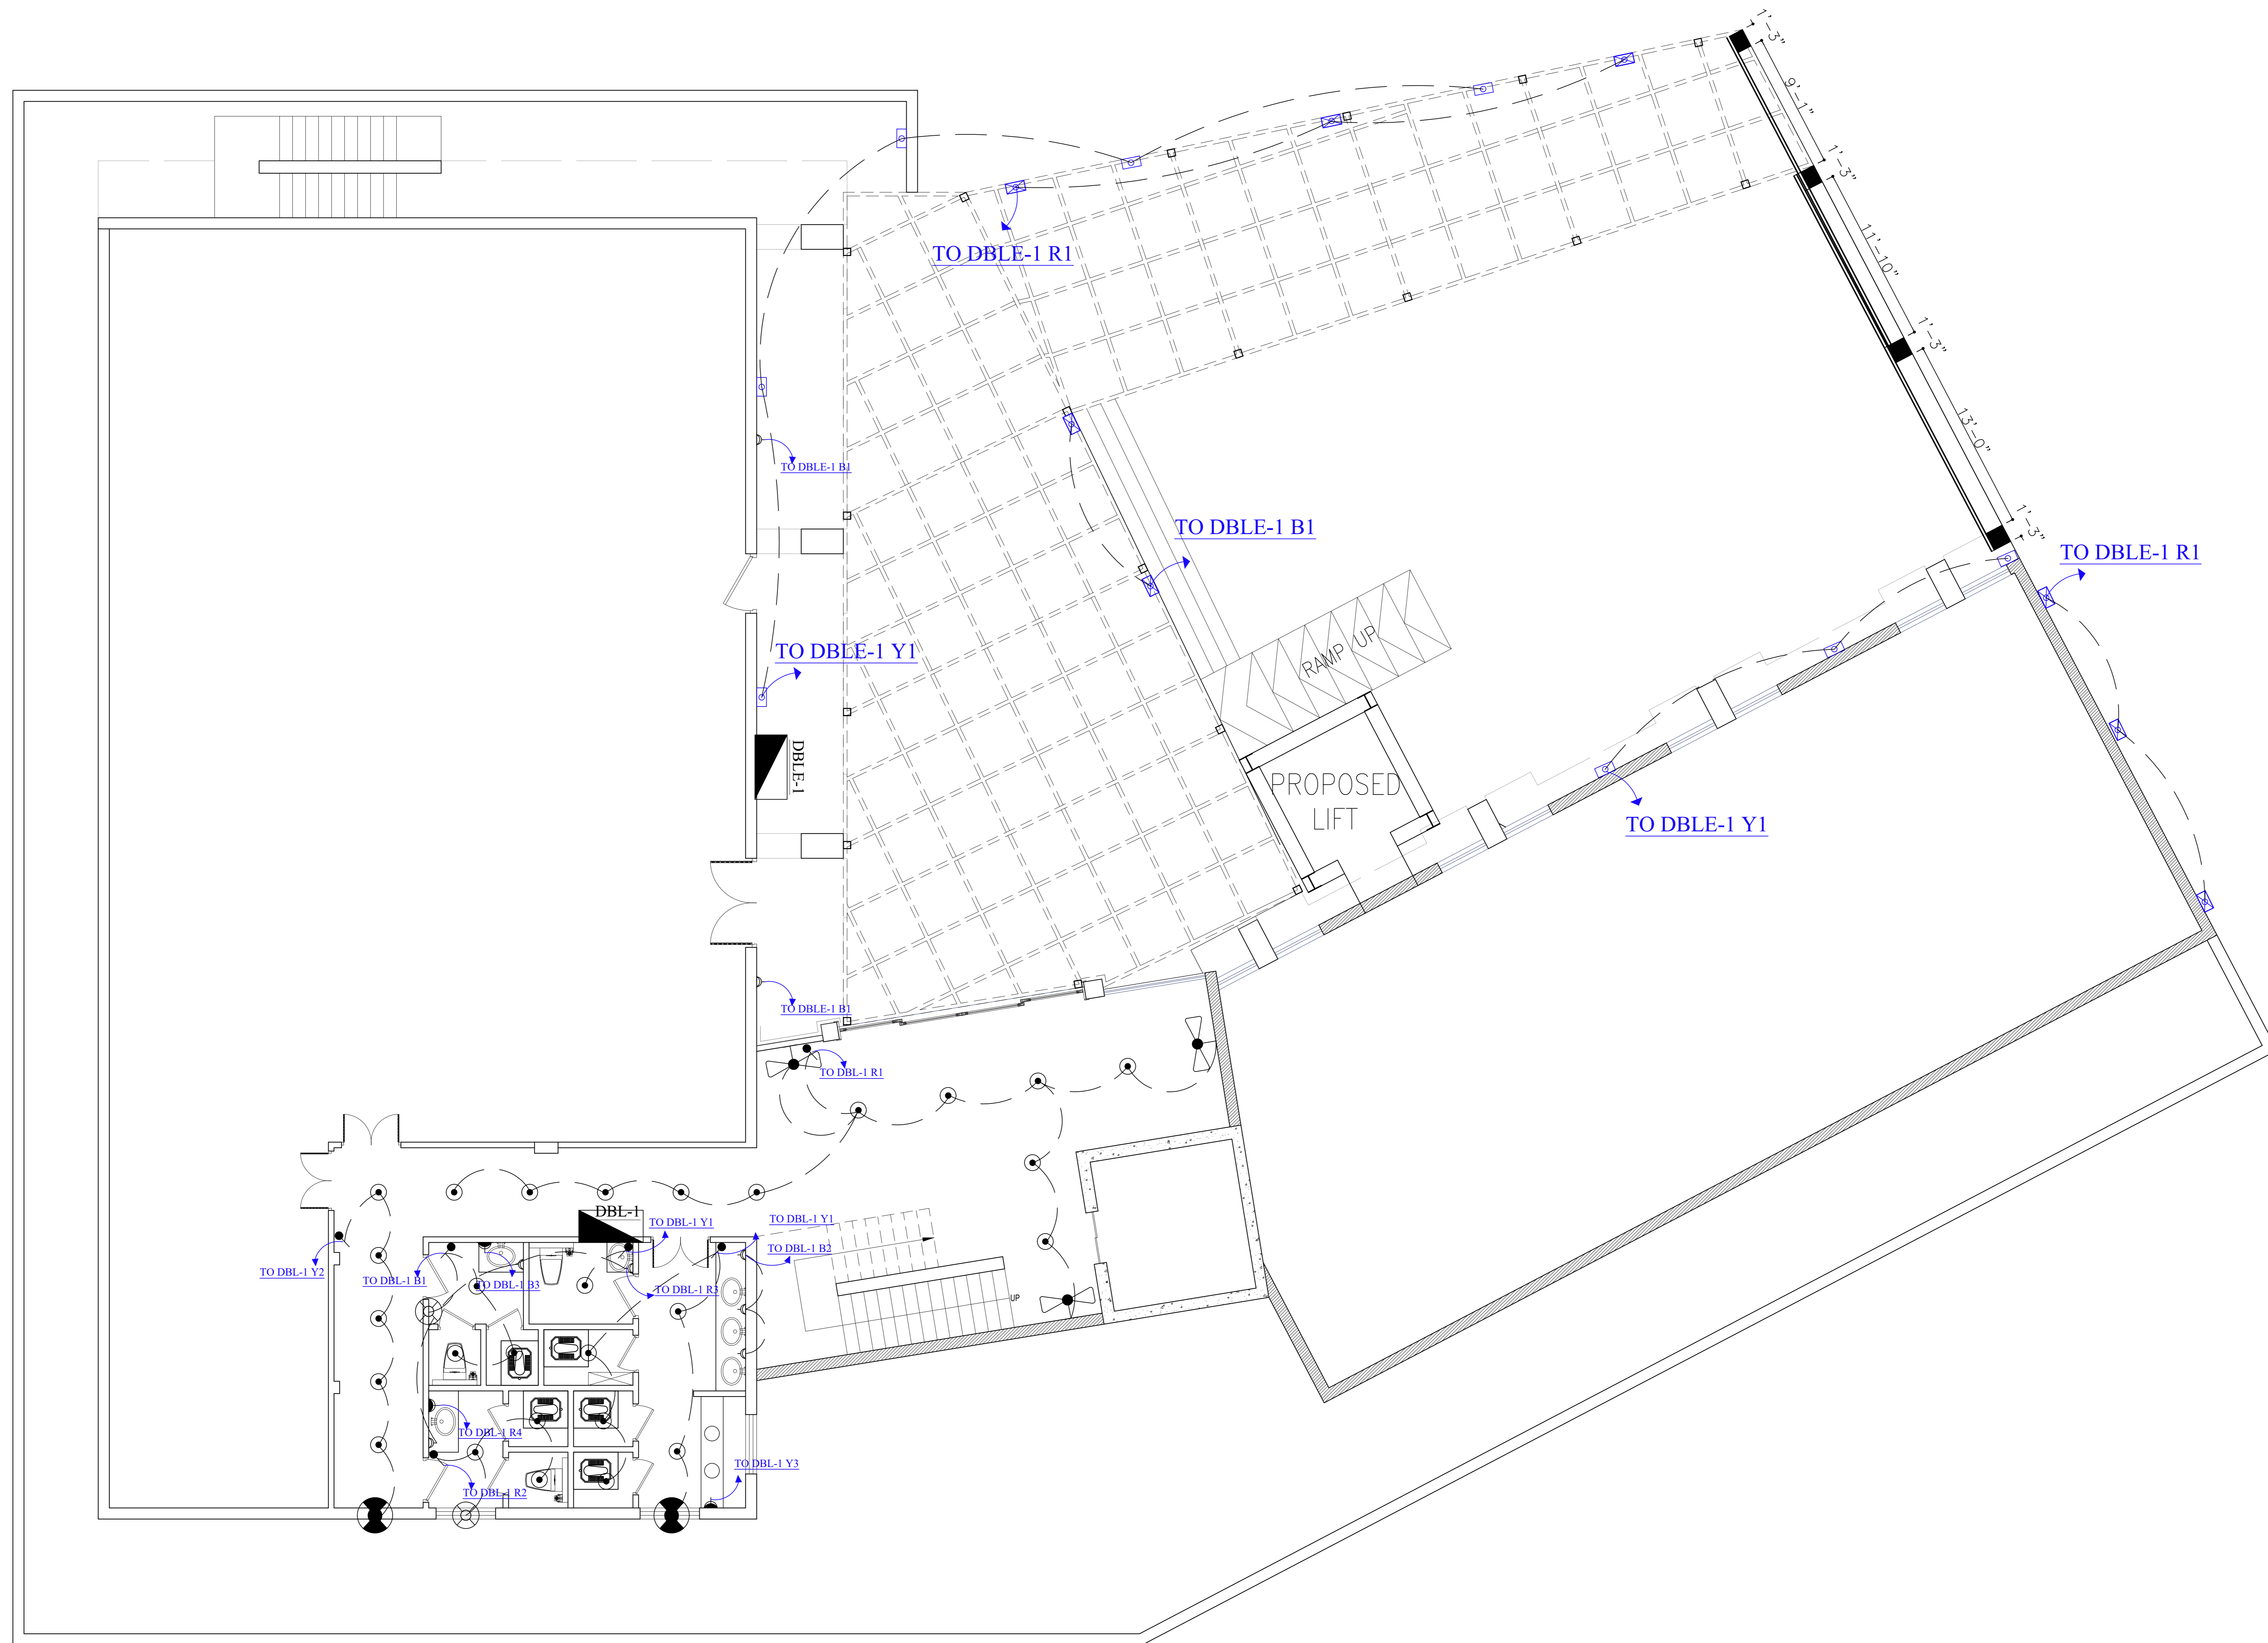 1'-3"
9'-1"
1'-3"
11'-10"
1'-3"
13'-0"
1'-3"
TO DBLE-1 R1
TO DBLE-1 B1
TO DBLE-1 B1
TO DBLE-1 R1
TO DBLE-1 Y1
RAMP UP
DBLE-1
PROPOSED
LIFT
TO DBLE-1 Y1
TO DBLE-1 B1
TO DBL-1 R1
DBL-1
TO DBL-1 Y1
TO DBL-1 Y1
TO DBL-1 B2
TO DBL-1 Y2
TO DBL-1 B1
TO DBL-1 B3
TO DBL-1 R3
UP
TO DBL-1 R4
TO DBL-1 Y3
TO DBL-1 R2